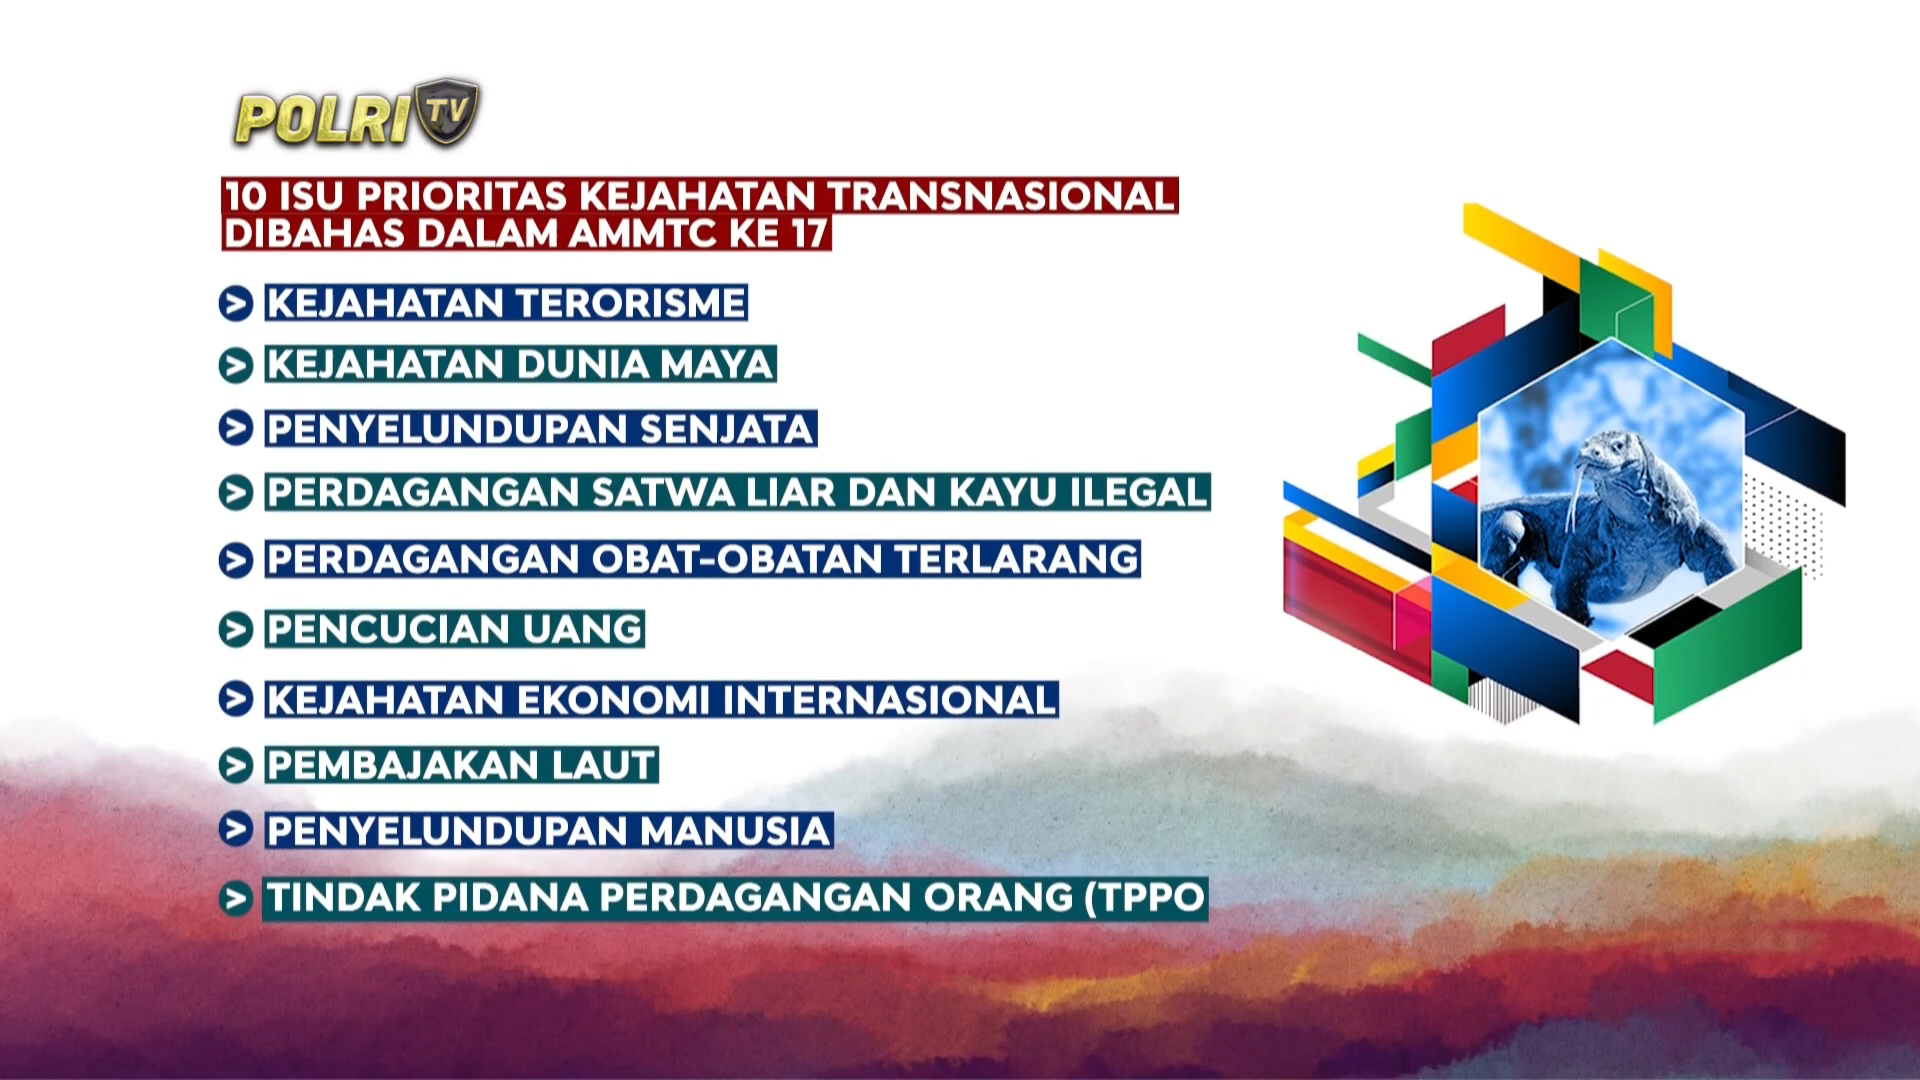 POLRI TV
10 ISU PRIORITAS KEJAHATAN TRANSNASIONAL
DIBAHAS DALAM AMMTC KE 17
> KEJAHATAN TERORISME
> KEJAHATAN DUNIA MAYA
> PENYELUNDUPAN SENJATA
> PERDAGANGAN SATWA LIAR DAN KAYU ILEGAL
> PERDAGANGAN OBAT-OBATAN TERLARANG
> PENCUCIAN UANG
> KEJAHATAN EKONOMI INTERNASIONAL
> PEMBAJAKAN LAUT
> PENYELUNDUPAN MANUSIA
> TINDAK PIDANA PERDAGANGAN ORANG (TPPO